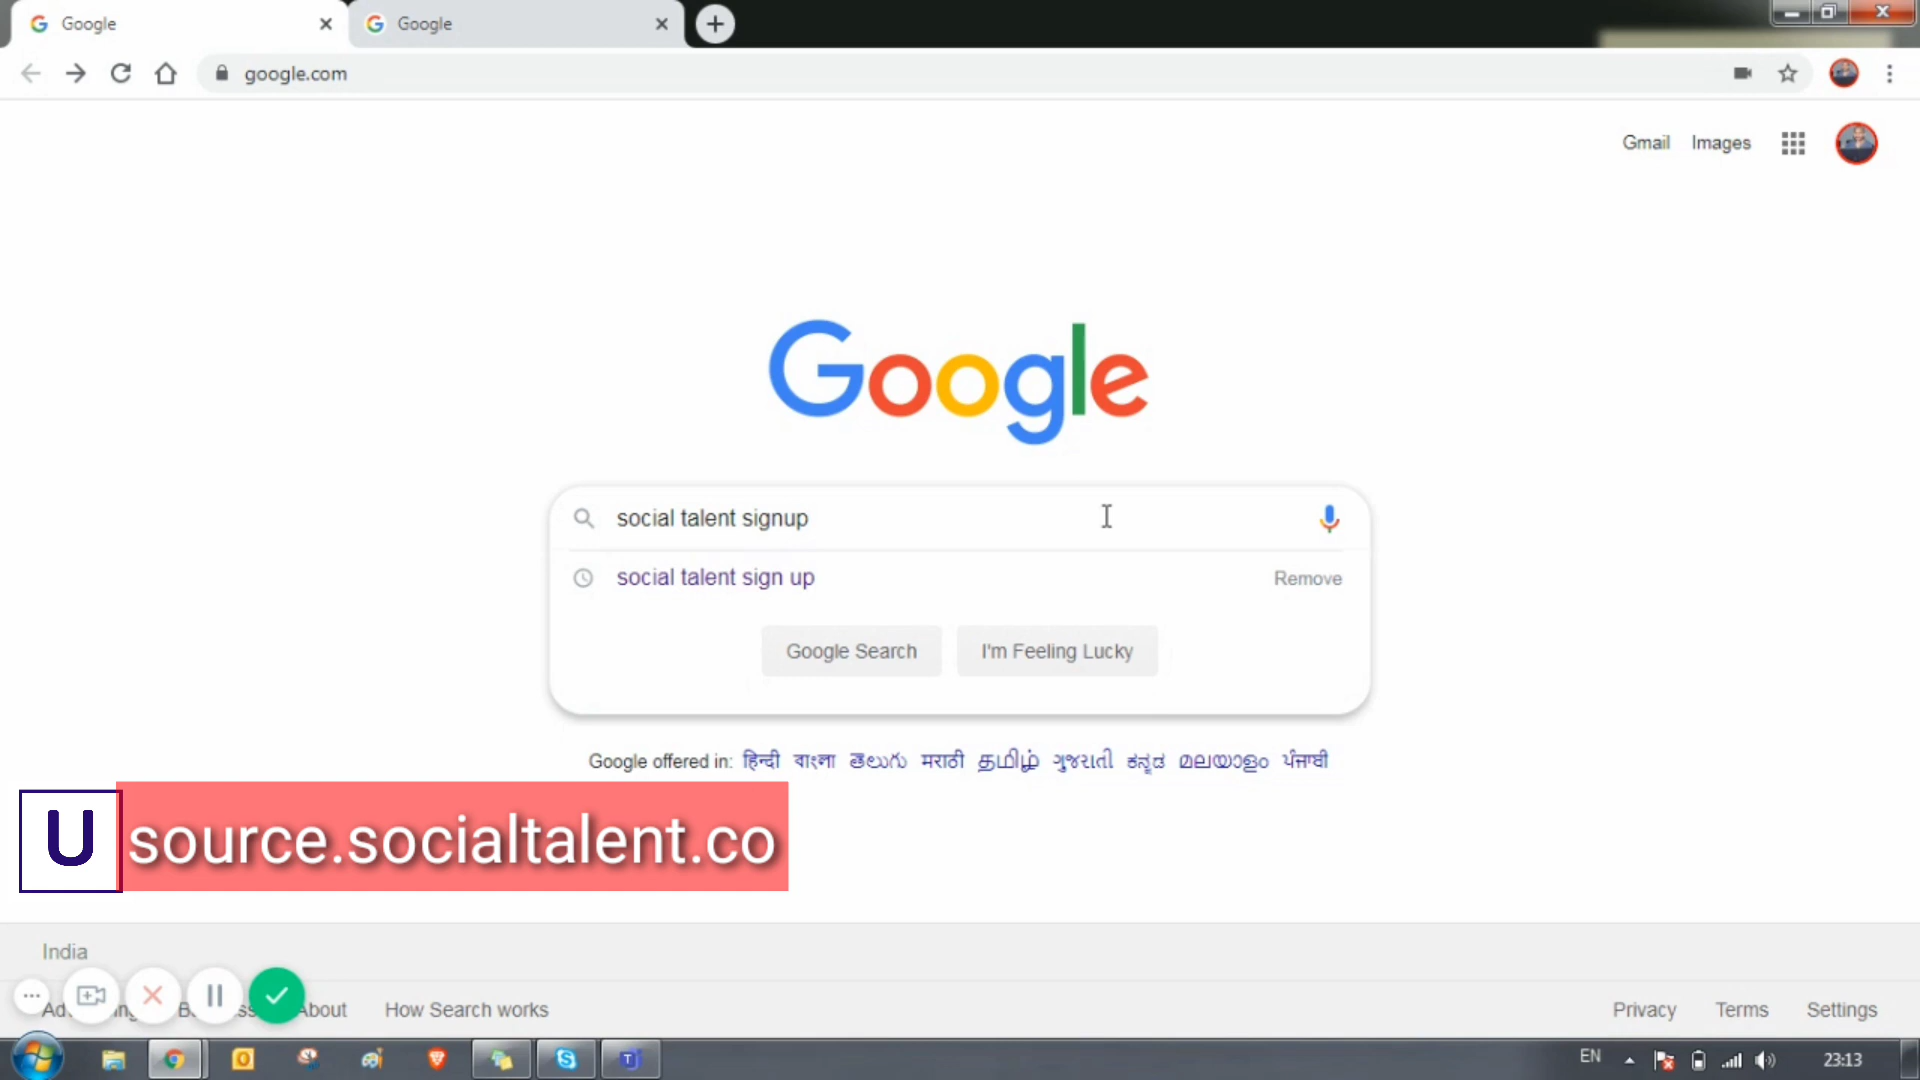 Google
Google
google.com
Gmail Images
Google
social talent signup
social talent sign up
Remove
Google Search
I'm Feeling Lucky
Google offered in: हिन्दी বাংলা తెలుగు मराठी தமிழ் ગુજરાતી ಕನ್ನಡ മലയാളം ਪੰਜਾਬੀ
U source.socialtalent.co
India
About
How Search works
Privacy Terms Settings
EN
23:13